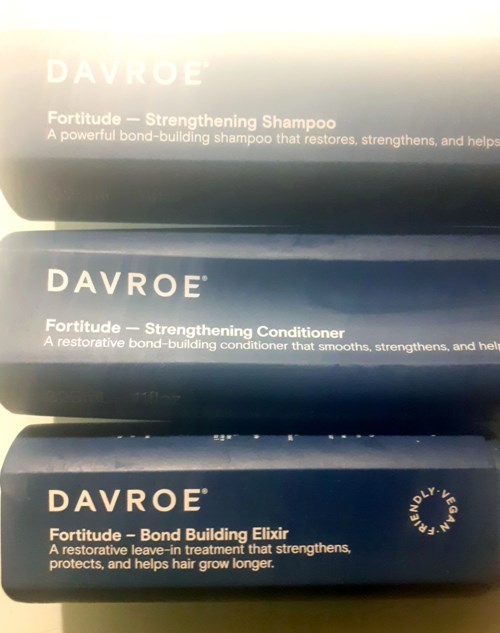 DAVROE®
Fortitude — Strengthening Shampoo
A powerful bond-building shampoo that restores, strengthens, and helps
DAVROE®
Fortitude — Strengthening Conditioner
A restorative bond-building conditioner that smooths, strengthens, and hel
DAVROE®
Fortitude – Bond Building Elixir
A restorative leave-in treatment that strengthens,
protects, and helps hair grow longer.
FRIENDLY·VEGAN·